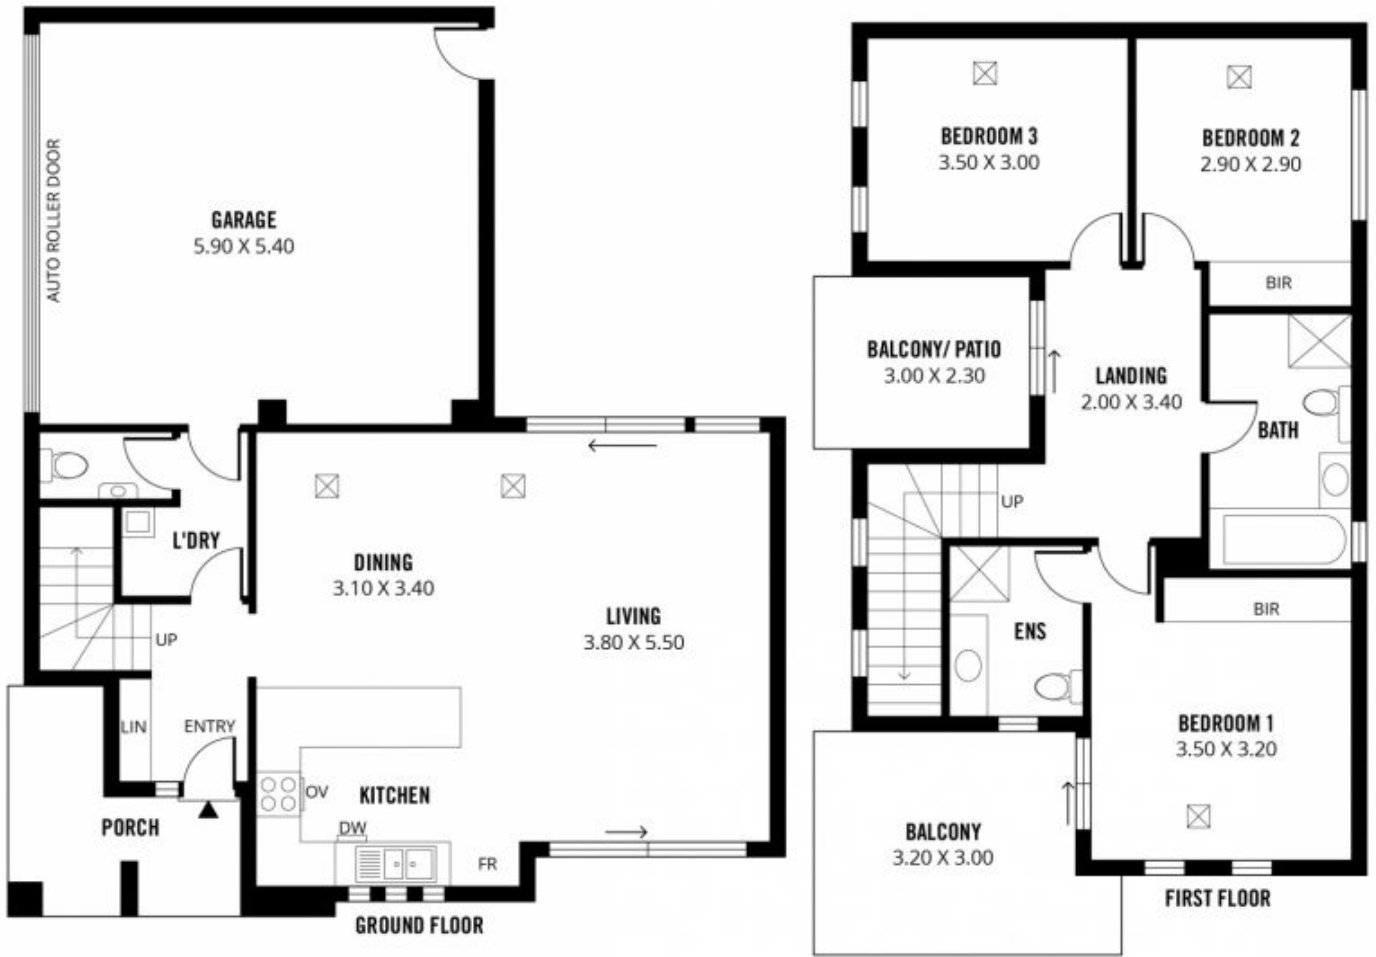 AUTO ROLLER DOOR
GARAGE
5.90 X 5.40
L'DRY
DINING
3.10 X 3.40
LIVING
3.80 X 5.50
UP
LIN
ENTRY
OV
KITCHEN
DW
FR
PORCH
GROUND FLOOR
BEDROOM 3
3.50 X 3.00
BEDROOM 2
2.90 X 2.90
BIR
BALCONY/ PATIO
3.00 X 2.30
LANDING
2.00 X 3.40
BATH
UP
ENS
BIR
BEDROOM 1
3.50 X 3.20
BALCONY
3.20 X 3.00
FIRST FLOOR